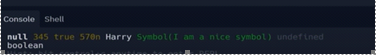 Console Shell
null 345 true 570n Harry Symbol(I am a nice symbol) undefined
boolean